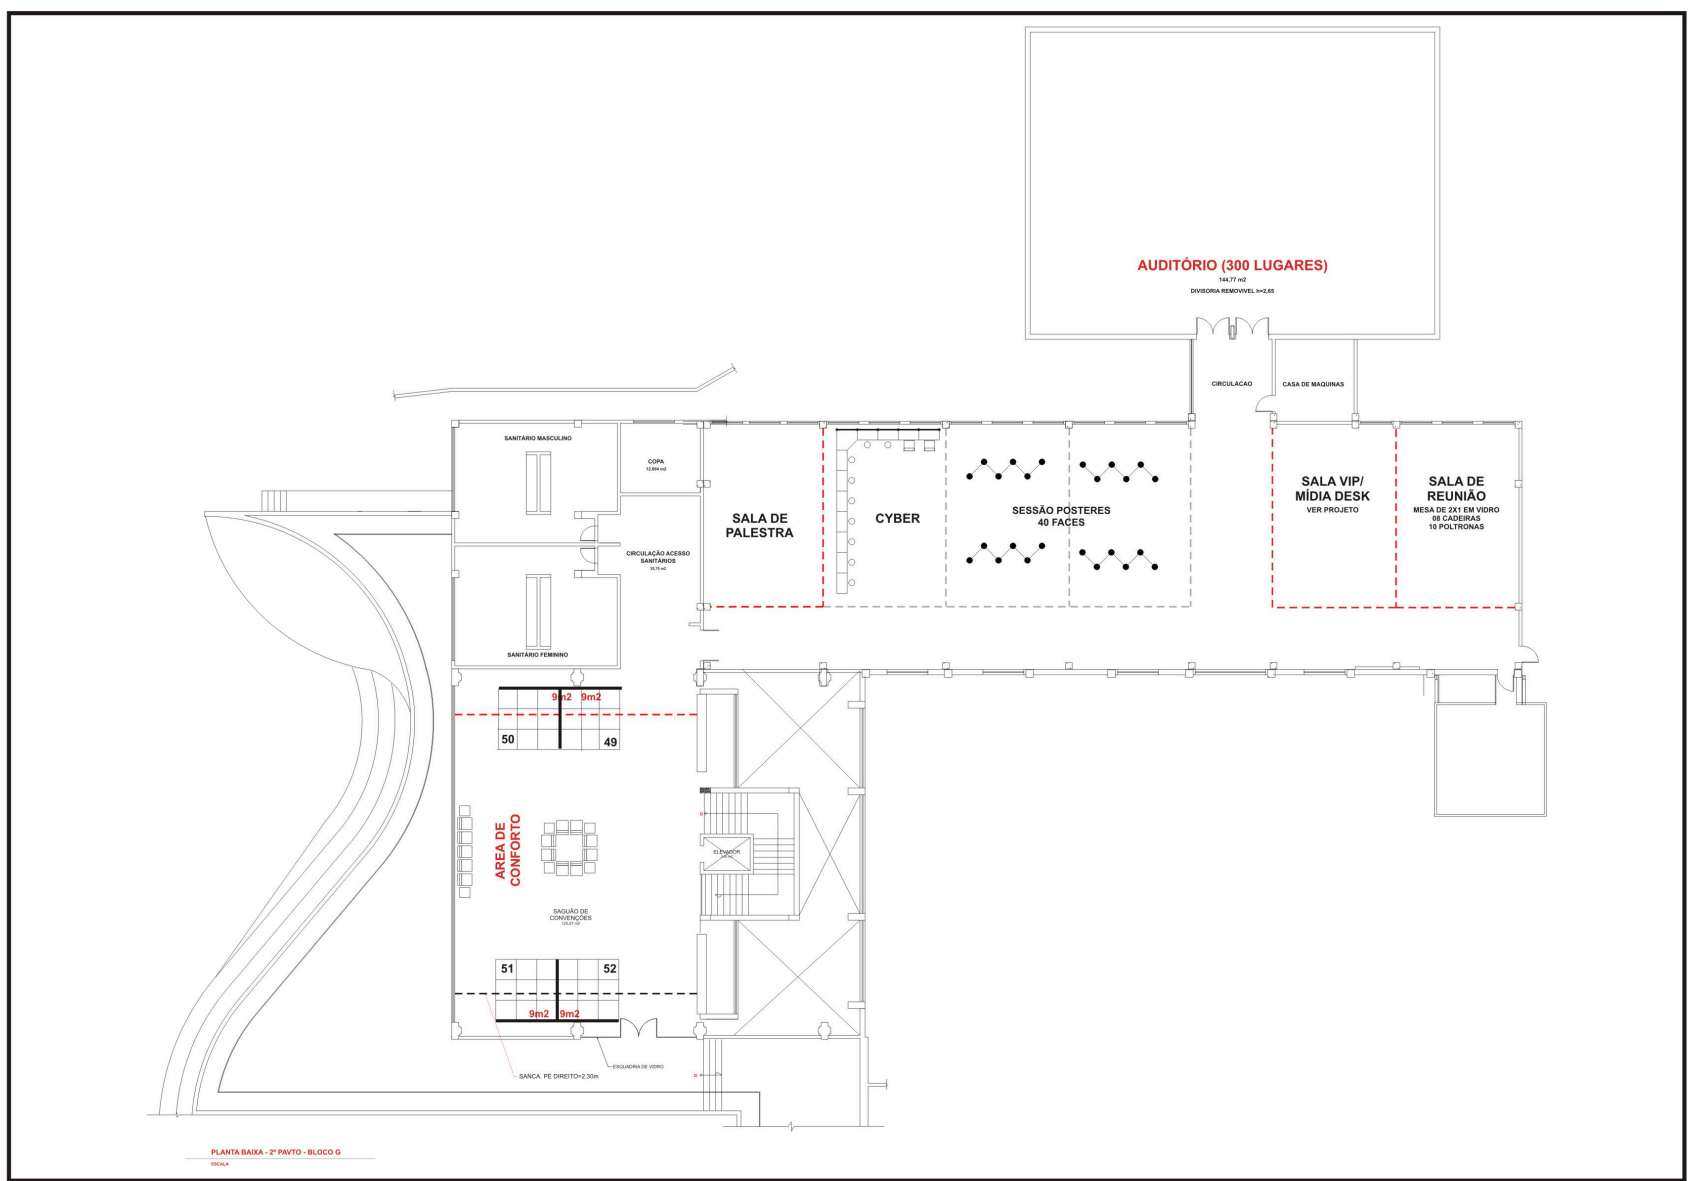 AUDITÓRIO (300 LUGARES)
144,77 m2
DIVISORIA REMOVIVEL h=2,65
CIRCULACAO
CASA DE MAQUINAS
SANITÁRIO MASCULINO
COPA
12,604 m2
SALA DE
PALESTRA
CYBER
SESSÃO POSTERES
40 FACES
SALA VIP/
MÍDIA DESK
VER PROJETO
SALA DE
REUNIÃO
MESA DE 2X1 EM VIDRO
08 CADEIRAS
10 POLTRONAS
CIRCULAÇÃO ACESSO
SANITÁRIOS
SANITÁRIO FEMININO
9m2 9m2
50
49
AREA DE
CONFORTO
D
ELEVADOR
SAGUÃO DE
CONVENÇÕES
51
52
9m2 9m2
ESQUADRIA DE VIDRO
SANCA. PÉ DIREITO=2,30m
D
PLANTA BAIXA - 2º PAVTO - BLOCO G
ESCALA